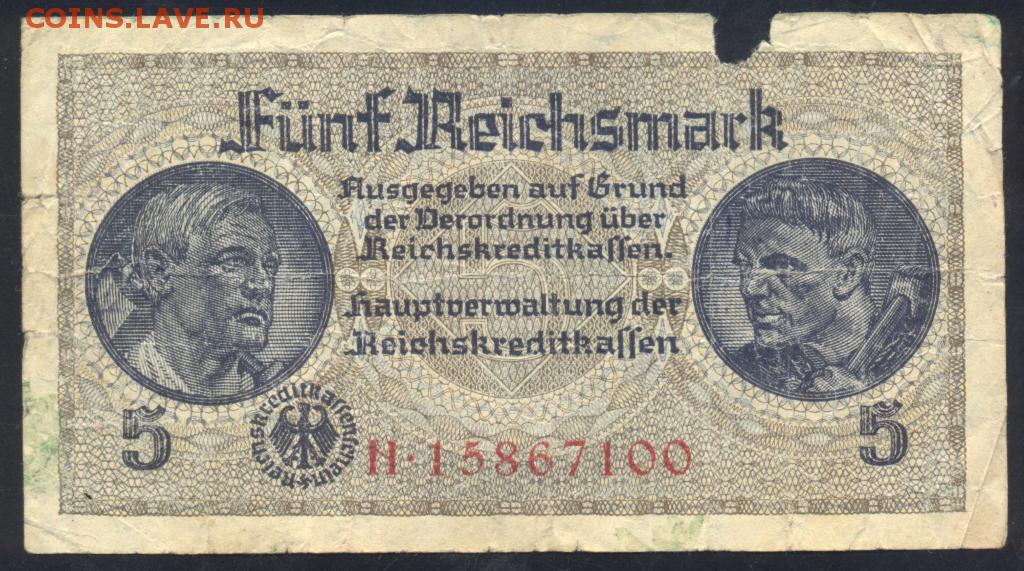 COINS.LAVE.RU
Fünf Reichsmark
Ausgegeben auf Grund
der Verordnung über
Reichskreditkassen.
Hauptverwaltung der
Reichskreditkassen
5
Reichskreditkassenschein
H·15867100
5